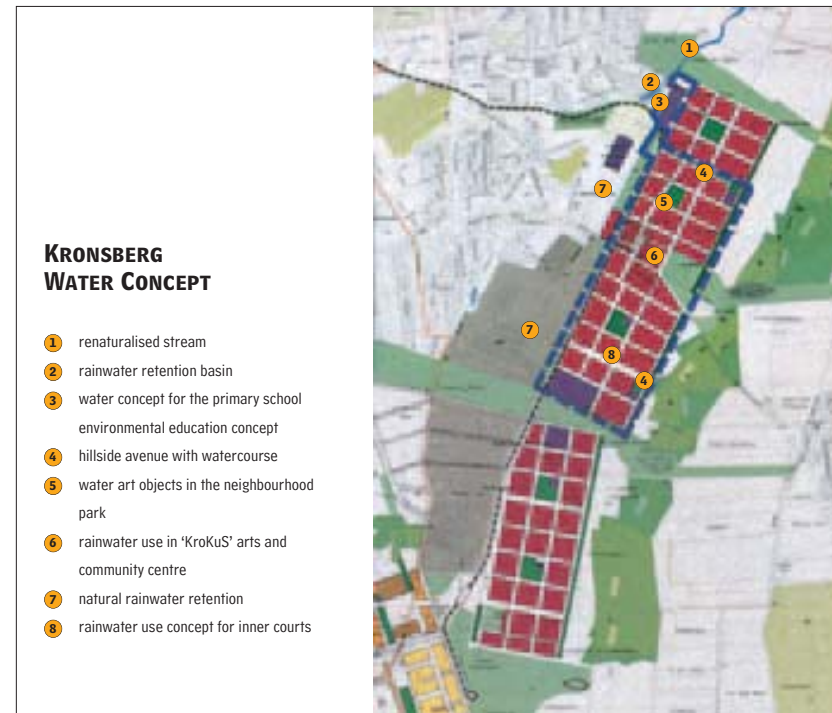 KRONSBERG
WATER CONCEPT
1 renaturalised stream
2 rainwater retention basin
3 water concept for the primary school
environmental education concept
4 hillside avenue with watercourse
5 water art objects in the neighbourhood
park
6 rainwater use in ‘KroKuS’ arts and
community centre
7 natural rainwater retention
8 rainwater use concept for inner courts
1
2
3
4
7
5
6
7
8
4